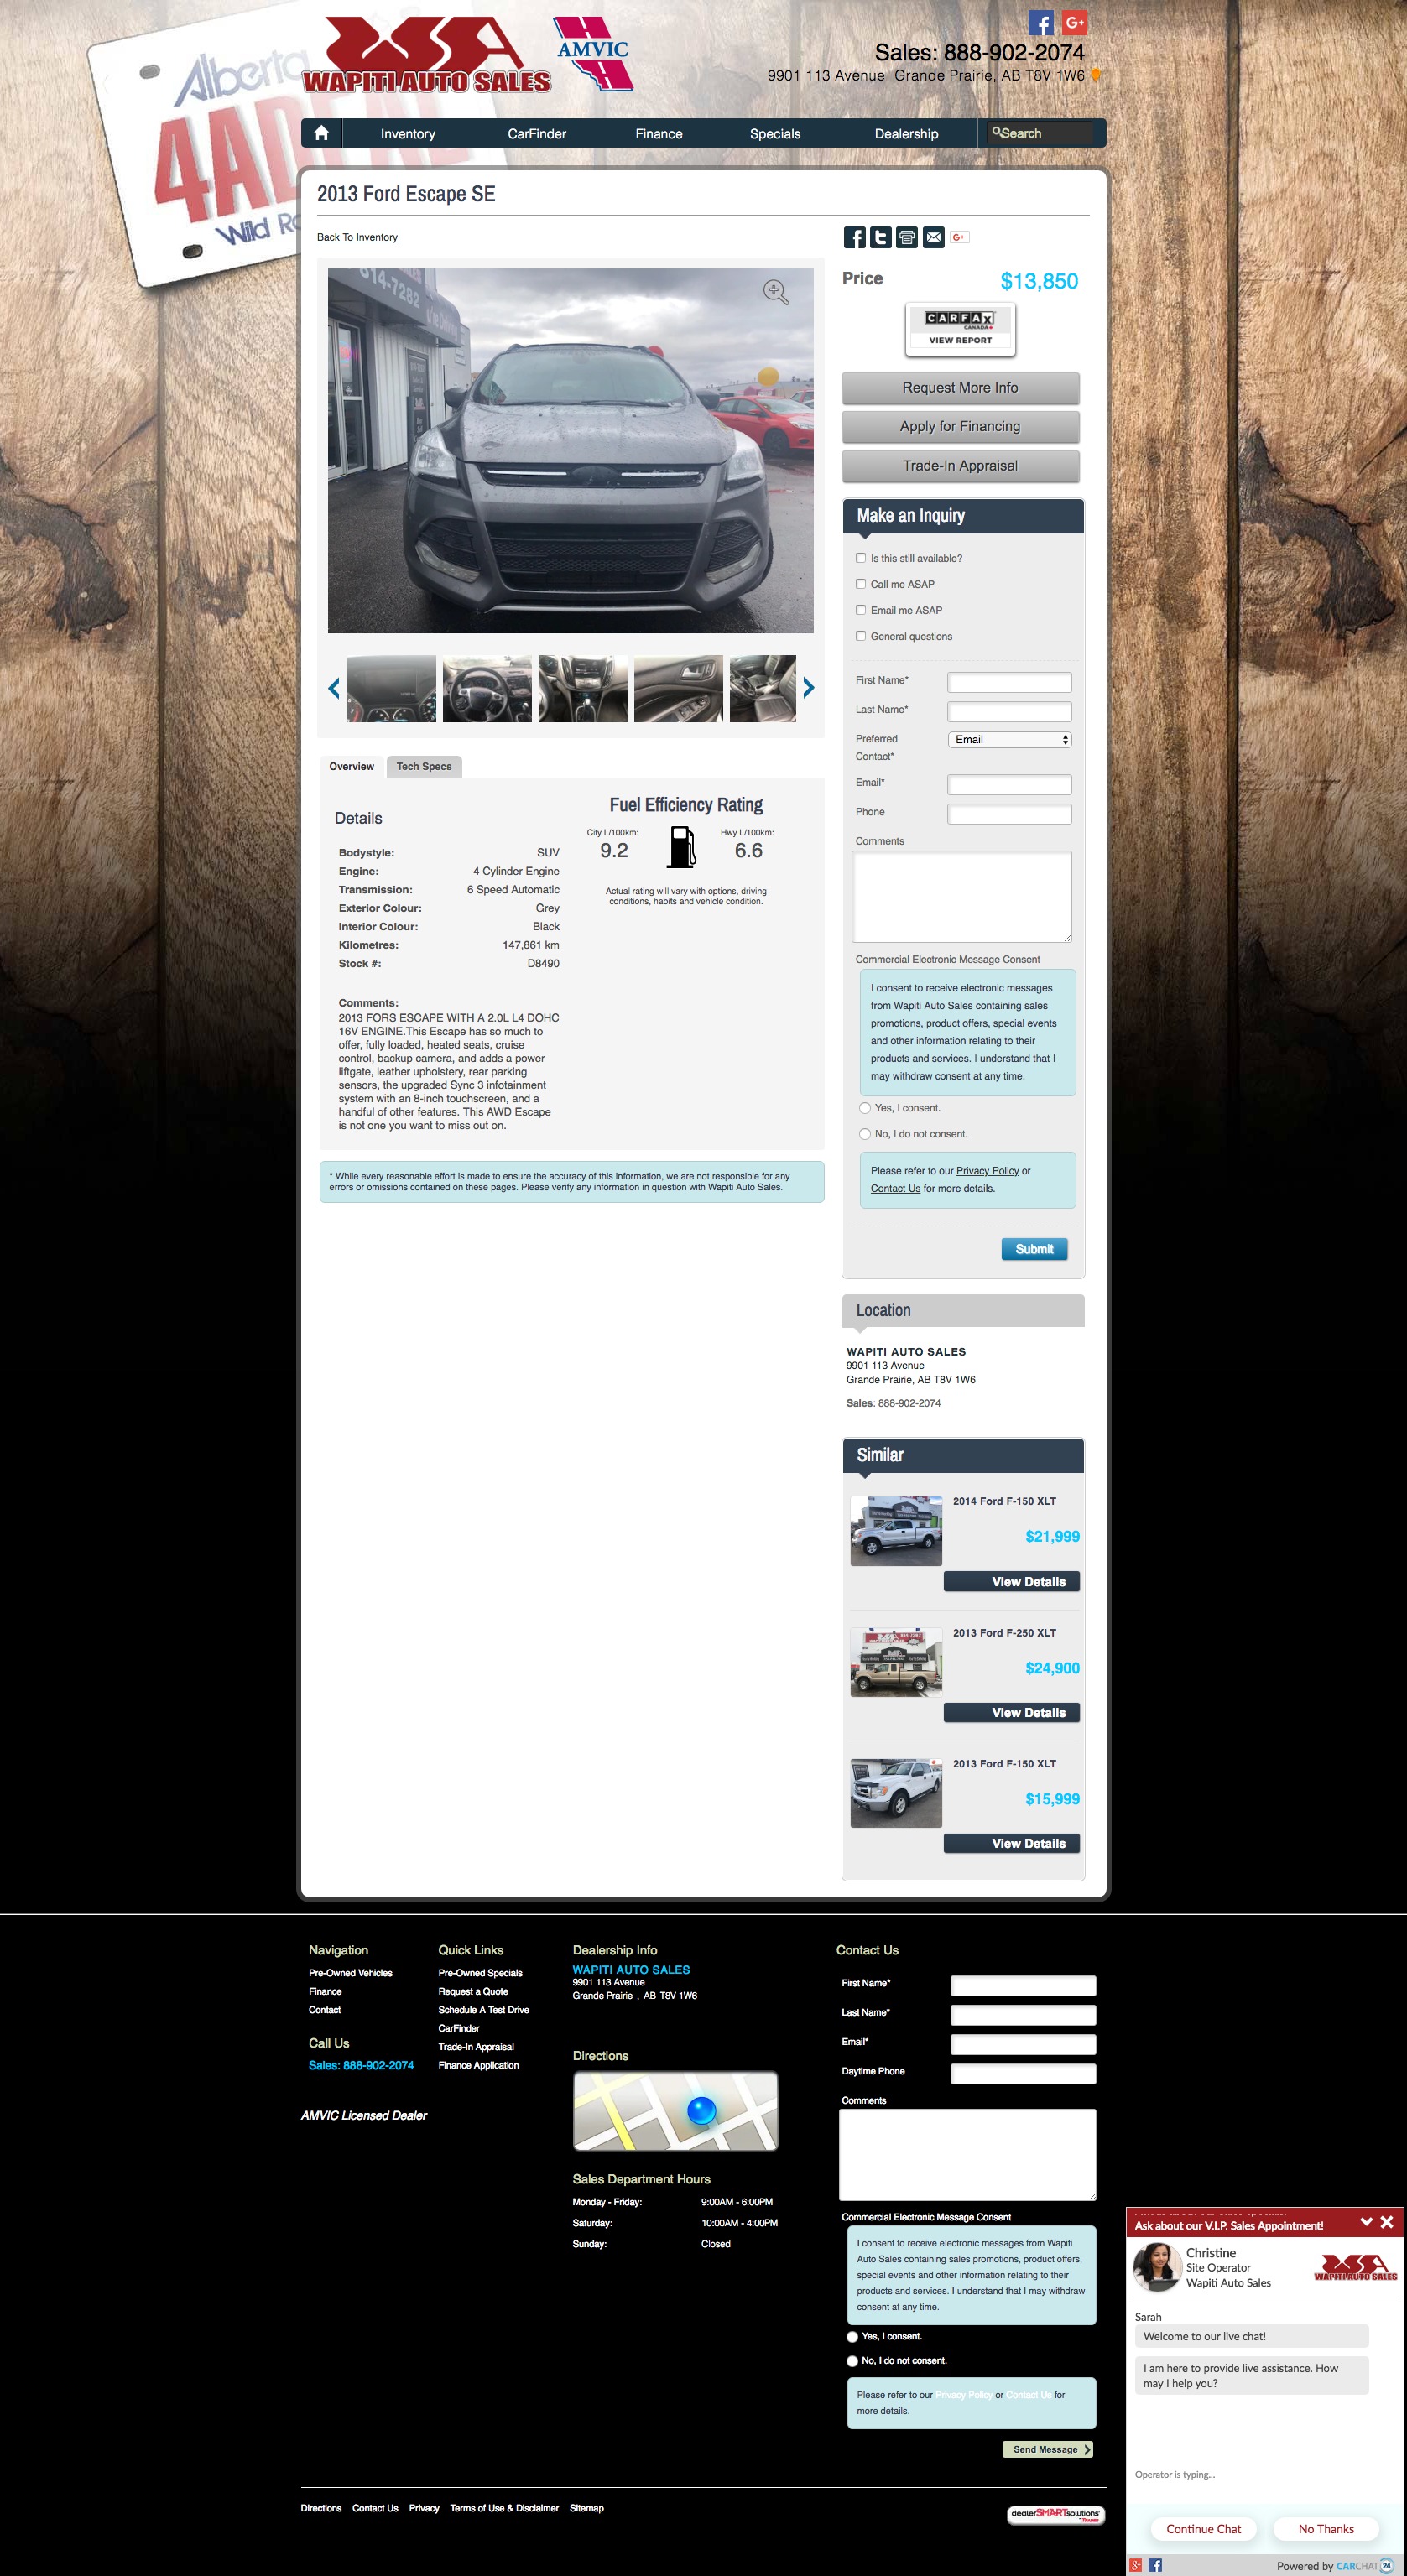 Alberta
Wild Ro
WAPITI AUTO SALES
AMVIC
Sales: 888-902-2074
9901 113 Avenue Grande Prairie, AB T8V 1W6
Inventory
CarFinder
Finance
Specials
Dealership
Search
2013 Ford Escape SE
Back To Inventory
614-7282
Price
$13,850
CARFAX
CANADA
VIEW REPORT
Request More Info
Apply for Financing
Trade-In Appraisal
Make an Inquiry
Is this still available?
Call me ASAP
Email me ASAP
General questions
First Name*
Last Name*
Preferred
Contact*
Email
Email*
Phone
Comments
Commercial Electronic Message Consent
I consent to receive electronic messages
from Wapiti Auto Sales containing sales
promotions, product offers, special events
and other information relating to their
products and services. I understand that I
may withdraw consent at any time.
Yes, I consent.
No, I do not consent.
Please refer to our Privacy Policy or
Contact Us for more details.
Submit
Overview
Tech Specs
Details
Bodystyle: SUV
Engine: 4 Cylinder Engine
Transmission: 6 Speed Automatic
Exterior Colour: Grey
Interior Colour: Black
Kilometres: 147,861 km
Stock #: D8490
Fuel Efficiency Rating
City L/100km:
9.2
Hwy L/100km:
6.6
Actual rating will vary with options, driving
conditions, habits and vehicle condition.
Comments:
2013 FORS ESCAPE WITH A 2.0L L4 DOHC
16V ENGINE.This Escape has so much to
offer, fully loaded, heated seats, cruise
control, backup camera, and adds a power
liftgate, leather upholstery, rear parking
sensors, the upgraded Sync 3 infotainment
system with an 8-inch touchscreen, and a
handful of other features. This AWD Escape
is not one you want to miss out on.
* While every reasonable effort is made to ensure the accuracy of this information, we are not responsible for any
errors or omissions contained on these pages. Please verify any information in question with Wapiti Auto Sales.
Location
WAPITI AUTO SALES
9901 113 Avenue
Grande Prairie, AB T8V 1W6
Sales: 888-902-2074
Similar
2014 Ford F-150 XLT
$21,999
View Details
2013 Ford F-250 XLT
$24,900
View Details
2013 Ford F-150 XLT
$15,999
View Details
Navigation
Pre-Owned Vehicles
Finance
Contact
Call Us
Sales: 888-902-2074
AMVIC Licensed Dealer
Quick Links
Pre-Owned Specials
Request a Quote
Schedule A Test Drive
CarFinder
Trade-In Appraisal
Finance Application
Dealership Info
WAPITI AUTO SALES
9901 113 Avenue
Grande Prairie , AB T8V 1W6
Directions
Sales Department Hours
Monday - Friday: 9:00AM - 6:00PM
Saturday: 10:00AM - 4:00PM
Sunday: Closed
Contact Us
First Name*
Last Name*
Email*
Daytime Phone
Comments
Commercial Electronic Message Consent
I consent to receive electronic messages from Wapiti
Auto Sales containing sales promotions, product offers,
special events and other information relating to their
products and services. I understand that I may withdraw
consent at any time.
Yes, I consent.
No, I do not consent.
Please refer to our Privacy Policy or Contact Us for
more details.
Send Message
Ask about our V.I.P. Sales Appointment!
Christine
Site Operator
Wapiti Auto Sales
WAPITI AUTO SALES
Sarah
Welcome to our live chat!
I am here to provide live assistance. How
may I help you?
Operator is typing...
Continue Chat
No Thanks
Powered by CARCHAT 24
Directions
Contact Us
Privacy
Terms of Use & Disclaimer
Sitemap
dealerSMARTsolutions